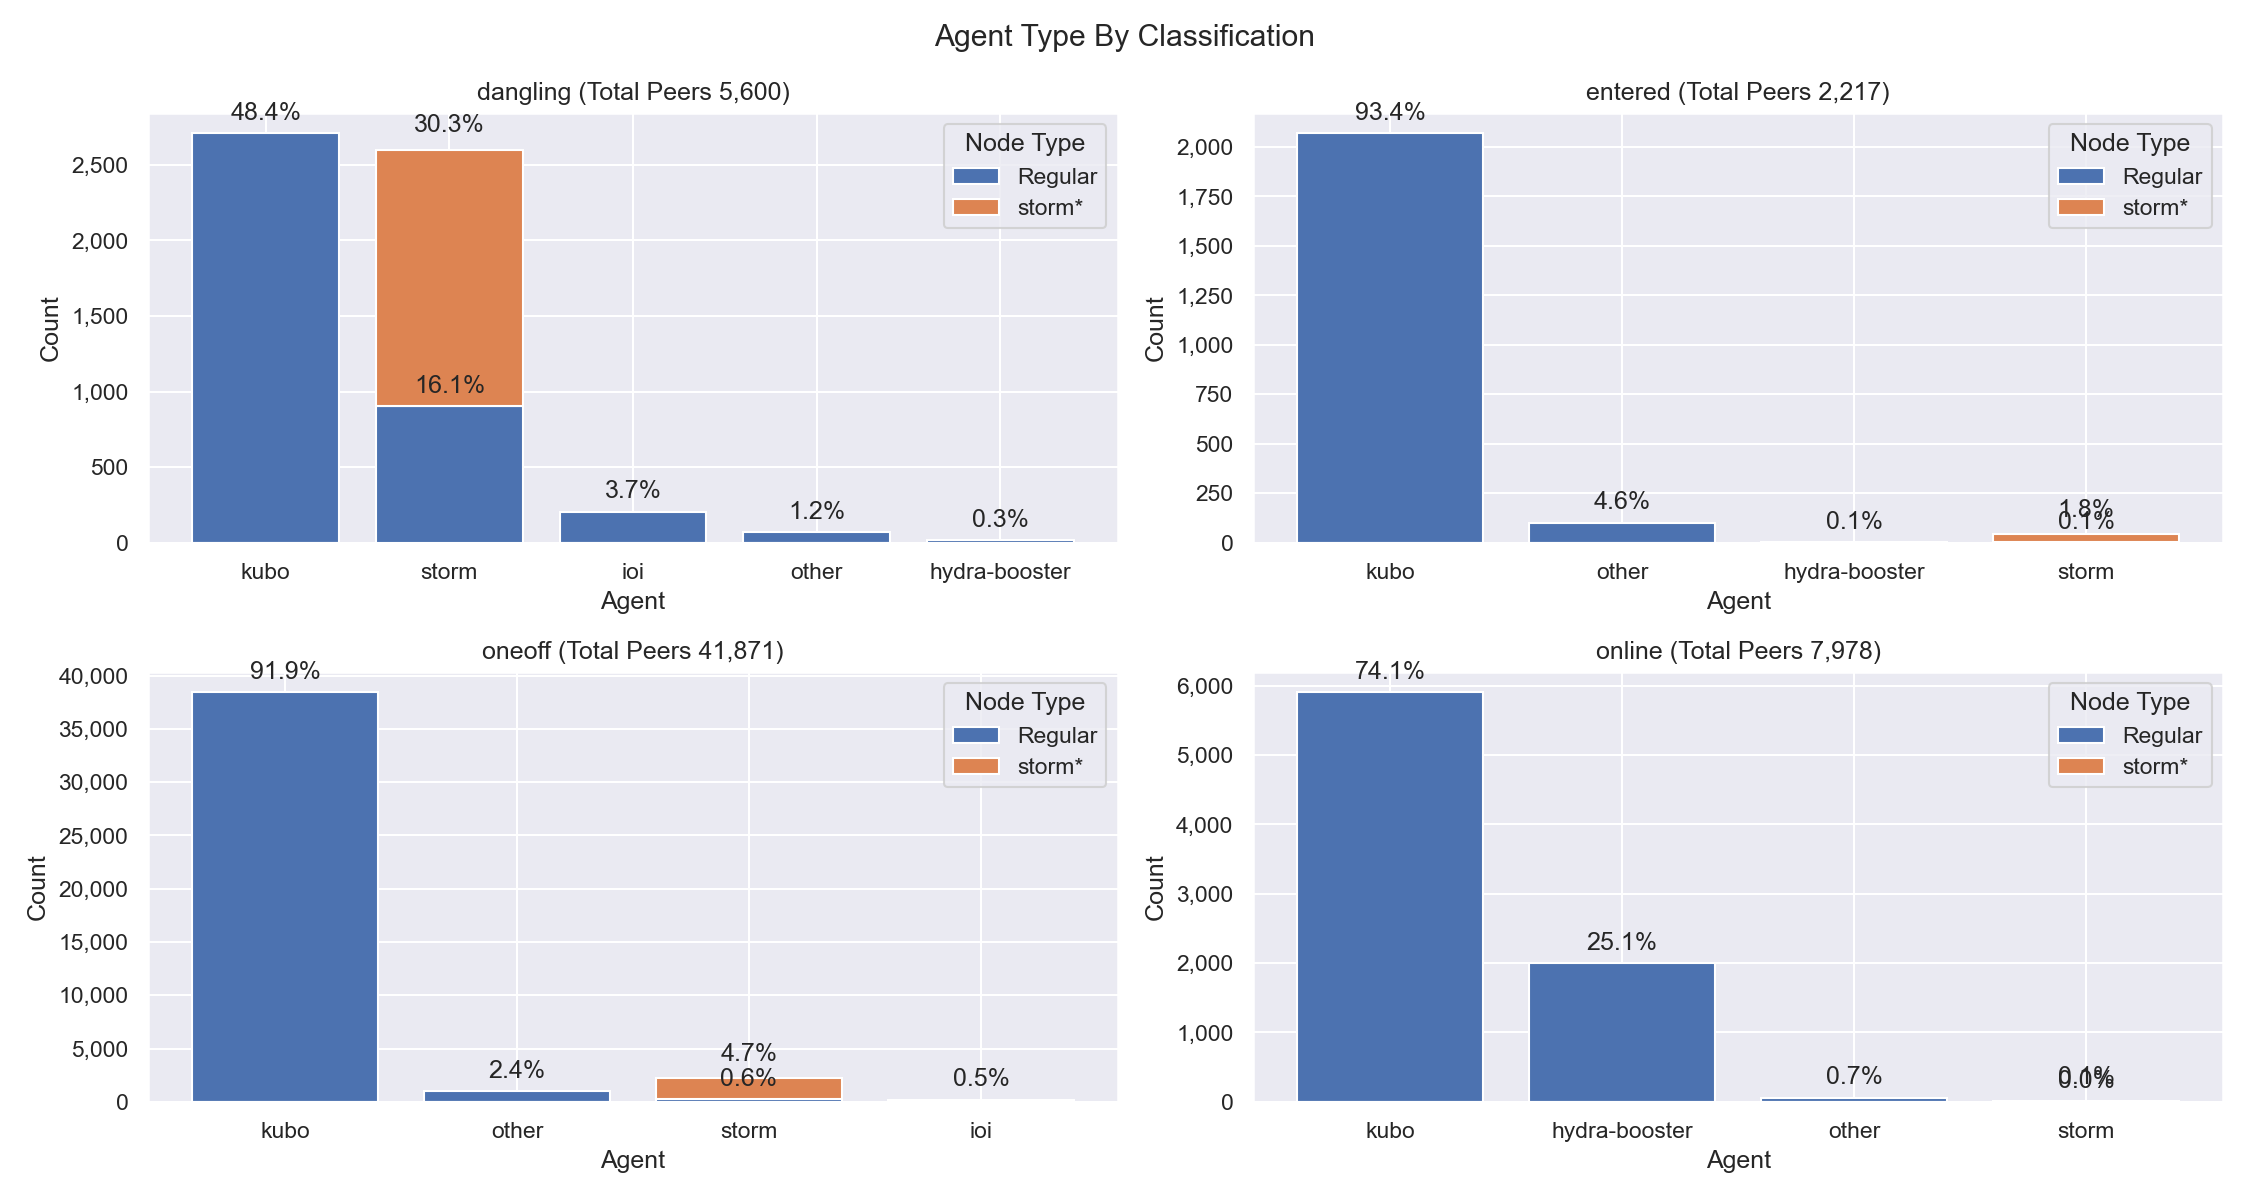 Agent Type By Classification
dangling (Total Peers 5,600)
48.4%
30.3%
16.1%
3.7%
1.2%
0.3%
2,500
2,000
1,500
1,000
500
0
Count
kubo
storm
ioi
other
hydra-booster
Agent
Node Type
Regular
storm*
entered (Total Peers 2,217)
93.4%
4.6%
0.1%
1.8%
0.1%
2,000
1,750
1,500
1,250
1,000
750
500
250
0
Count
kubo
other
hydra-booster
storm
Agent
Node Type
Regular
storm*
oneoff (Total Peers 41,871)
91.9%
2.4%
4.7%
0.6%
0.5%
40,000
35,000
30,000
25,000
20,000
15,000
10,000
5,000
0
Count
kubo
other
storm
ioi
Agent
Node Type
Regular
storm*
online (Total Peers 7,978)
74.1%
25.1%
0.7%
0.1%
0.0%
6,000
5,000
4,000
3,000
2,000
1,000
0
Count
kubo
hydra-booster
other
storm
Agent
Node Type
Regular
storm*